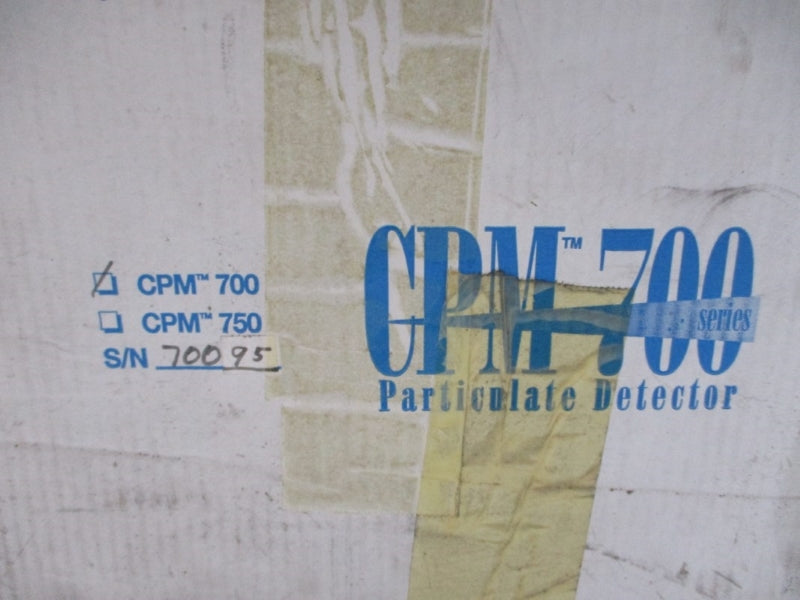 CPM™ 700
CPM™ 750
S/N 70095
CPM™ 700
series
Particulate Detector